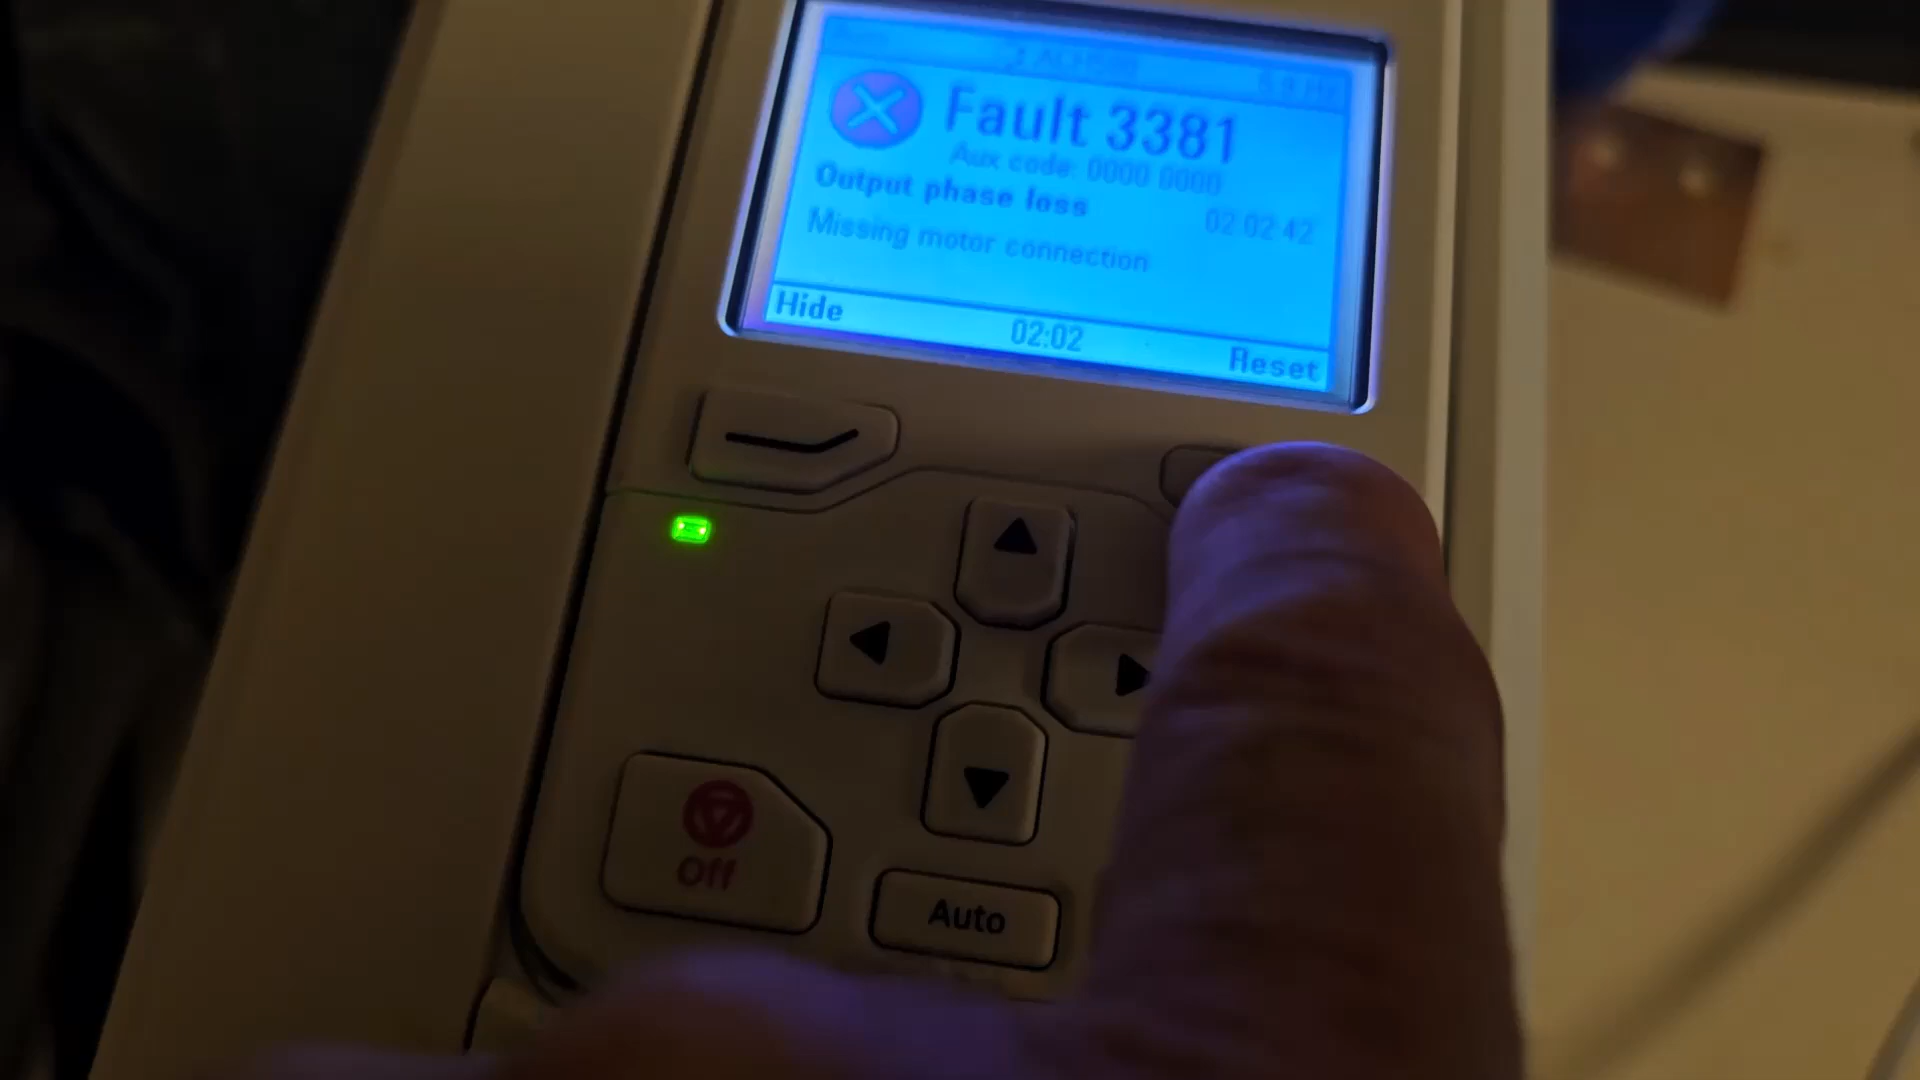 Fault 3381
Aux code: 0000 0000
Output phase loss
02:02:42
Missing motor connection
Hide
02:02
Reset
Off
Auto